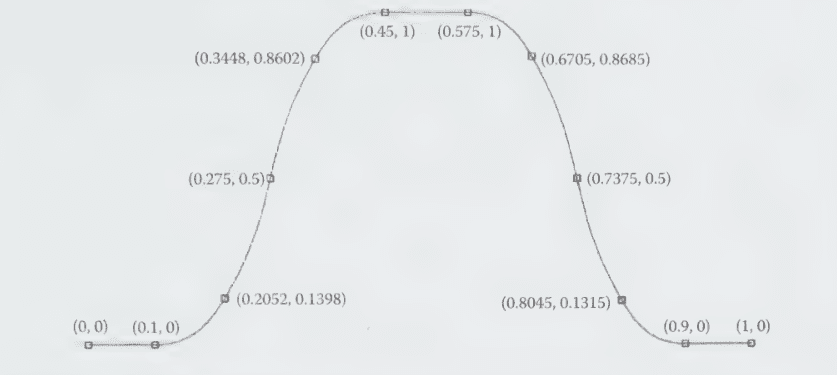 (0.45, 1) (0.575, 1)
(0.3448, 0.8602) (0.6705, 0.8685)
(0.275, 0.5) (0.7375, 0.5)
(0.2052, 0.1398) (0.8045, 0.1315)
(0, 0) (0.1, 0) (0.9, 0) (1, 0)